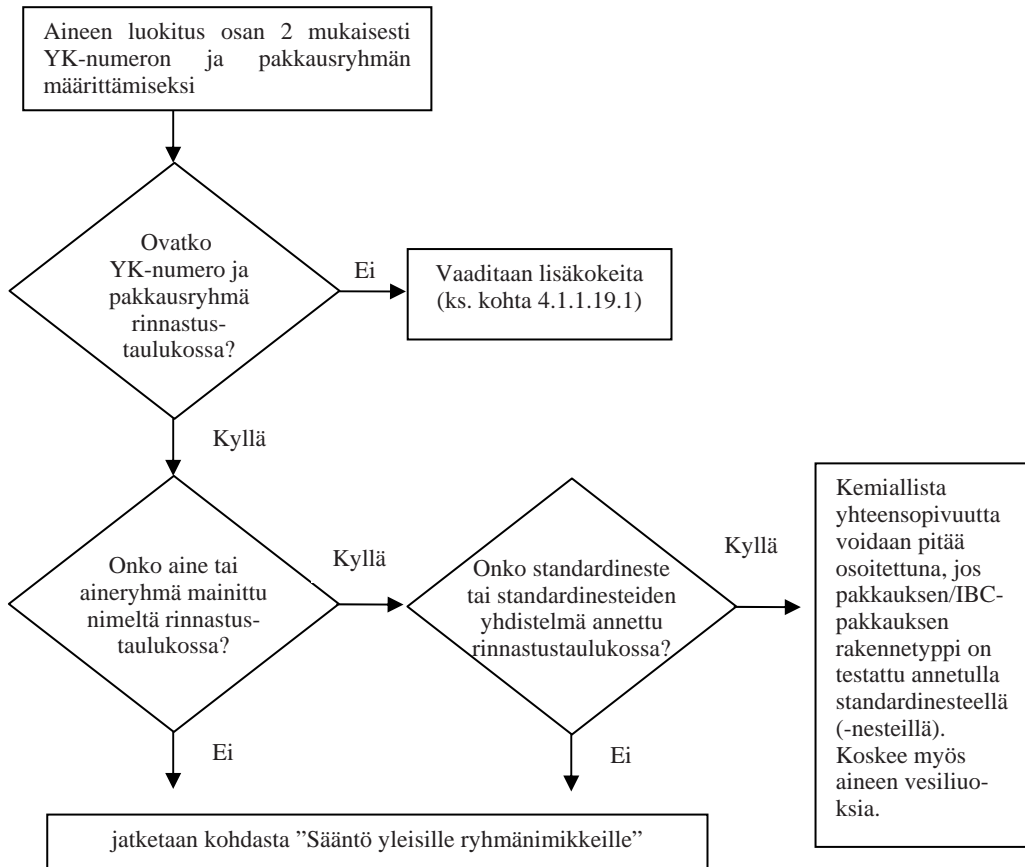 Aineen luokitus osan 2 mukaisesti
YK-numeron ja pakkausryhmän
määrittämiseksi
Ovatko
YK-numero ja
pakkausryhmä
rinnastus-
taulukossa?
Ei
Vaaditaan lisäkokeita
(ks. kohta 4.1.1.19.1)
Kyllä
Onko aine tai
aineryhmä mainittu
nimeltä rinnastus-
taulukossa?
Kyllä
Onko standardineste
tai standardinesteiden
yhdistelmä annettu
rinnastustaulukossa?
Kyllä
Kemiallista
yhteensopivuutta
voidaan pitää
osoitettuna, jos
pakkauksen/IBC-
pakkauksen
rakennetyppi on
testattu annetulla
standardinesteellä
(-nesteillä).
Koskee myös
aineen vesiliuo-
ksia.
Ei
Ei
jatketaan kohdasta ”Sääntö yleisille ryhmänimikkeille”